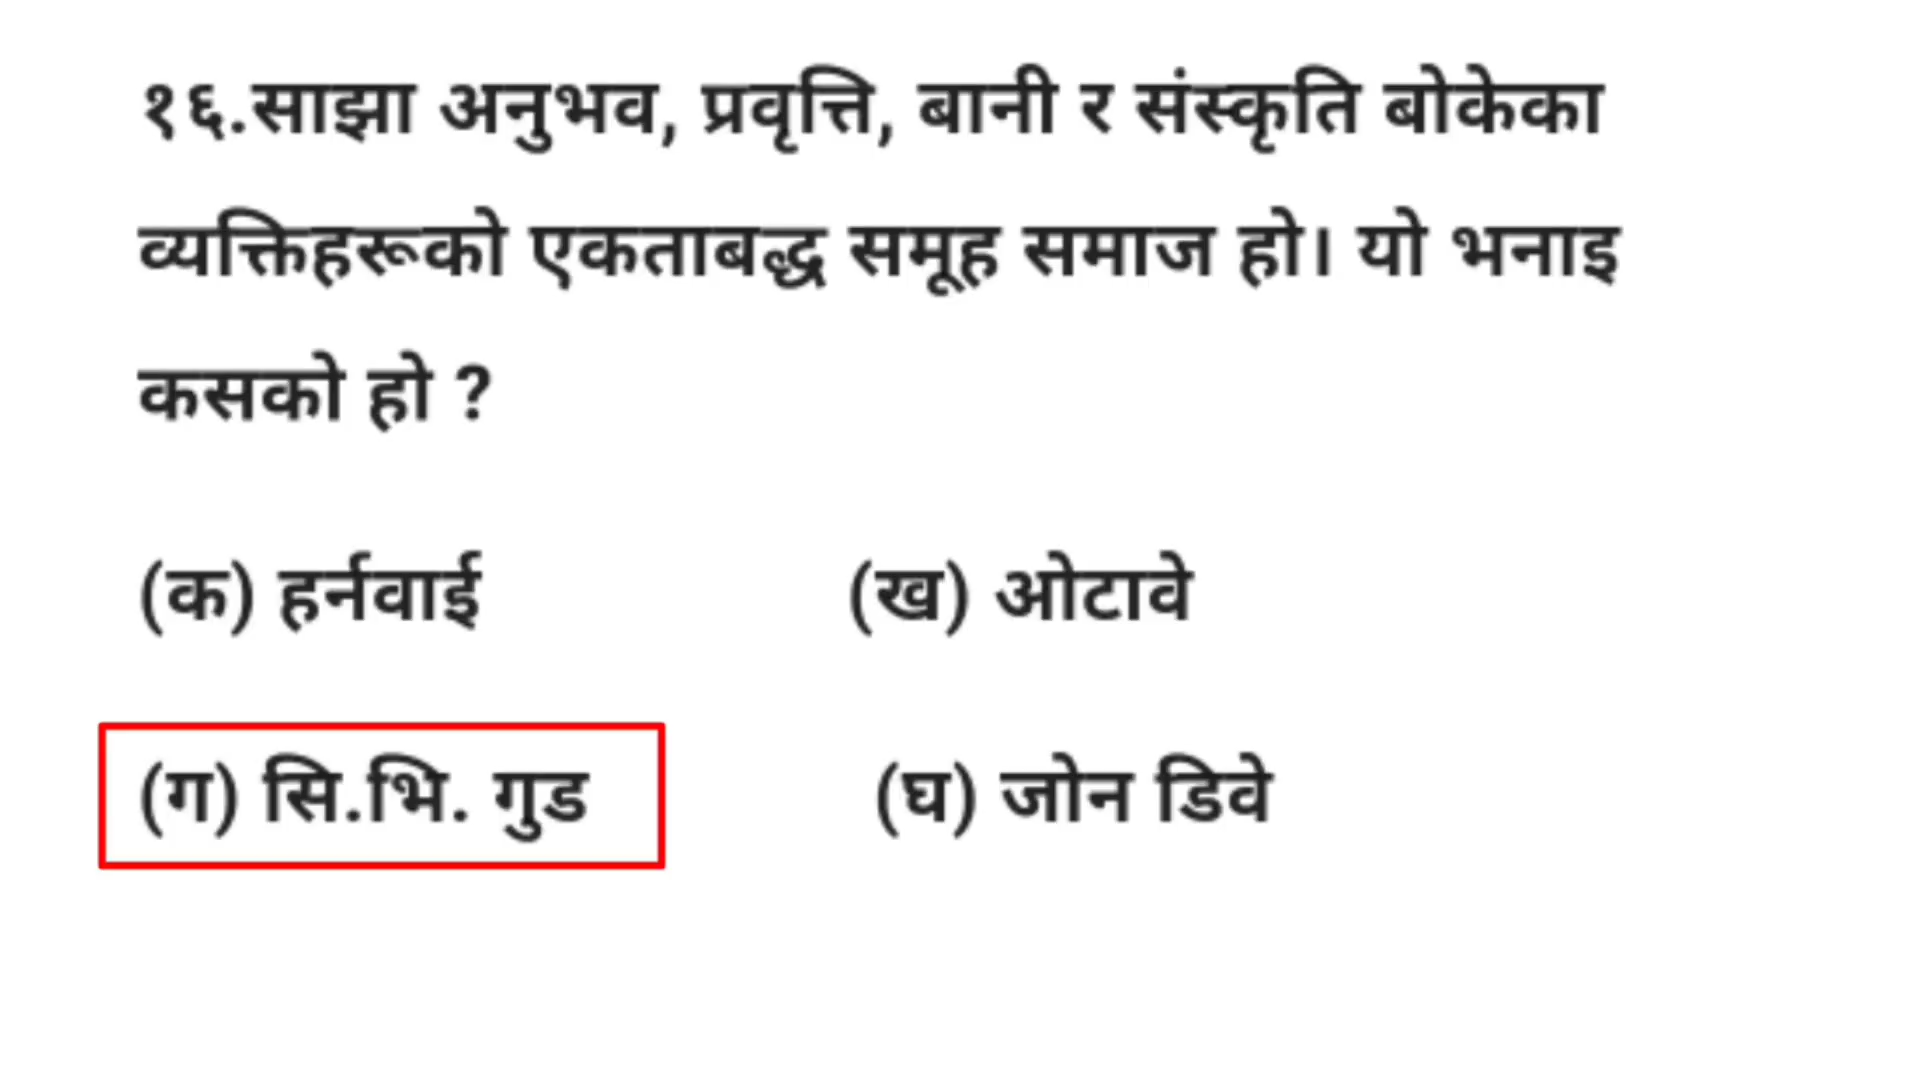 १६.साझा अनुभव, प्रवृत्ति, बानी र संस्कृति बोकेका
व्यक्तिहरूको एकताबद्ध समूह समाज हो। यो भनाइ
कसको हो ?
(क) हर्नवाई (ख) ओटावे
(ग) सि.भि. गुड (घ) जोन डिवे